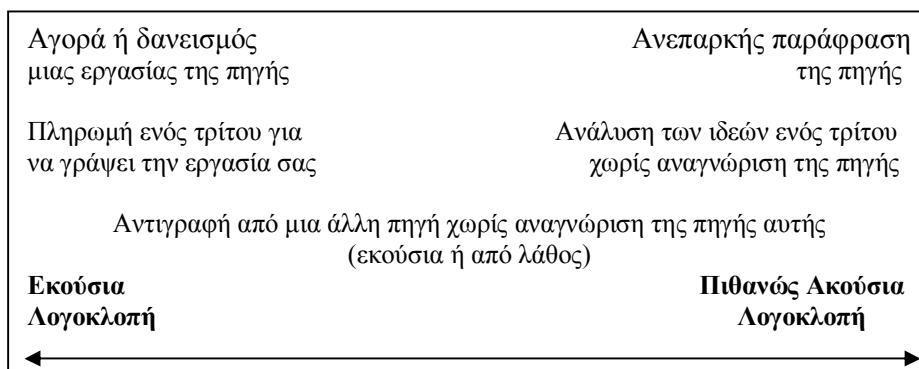 Αγορά ή δανεισμός
μιας εργασίας της πηγής
Ανεπαρκής παράφραση
της πηγής
Πληρωμή ενός τρίτου για
να γράψει την εργασία σας
Ανάλυση των ιδεών ενός τρίτου
χωρίς αναγνώριση της πηγής
Αντιγραφή από μια άλλη πηγή χωρίς αναγνώριση της πηγής αυτής
(εκούσια ή από λάθος)
Εκούσια
Λογοκλοπή
Πιθανώς Ακούσια
Λογοκλοπή